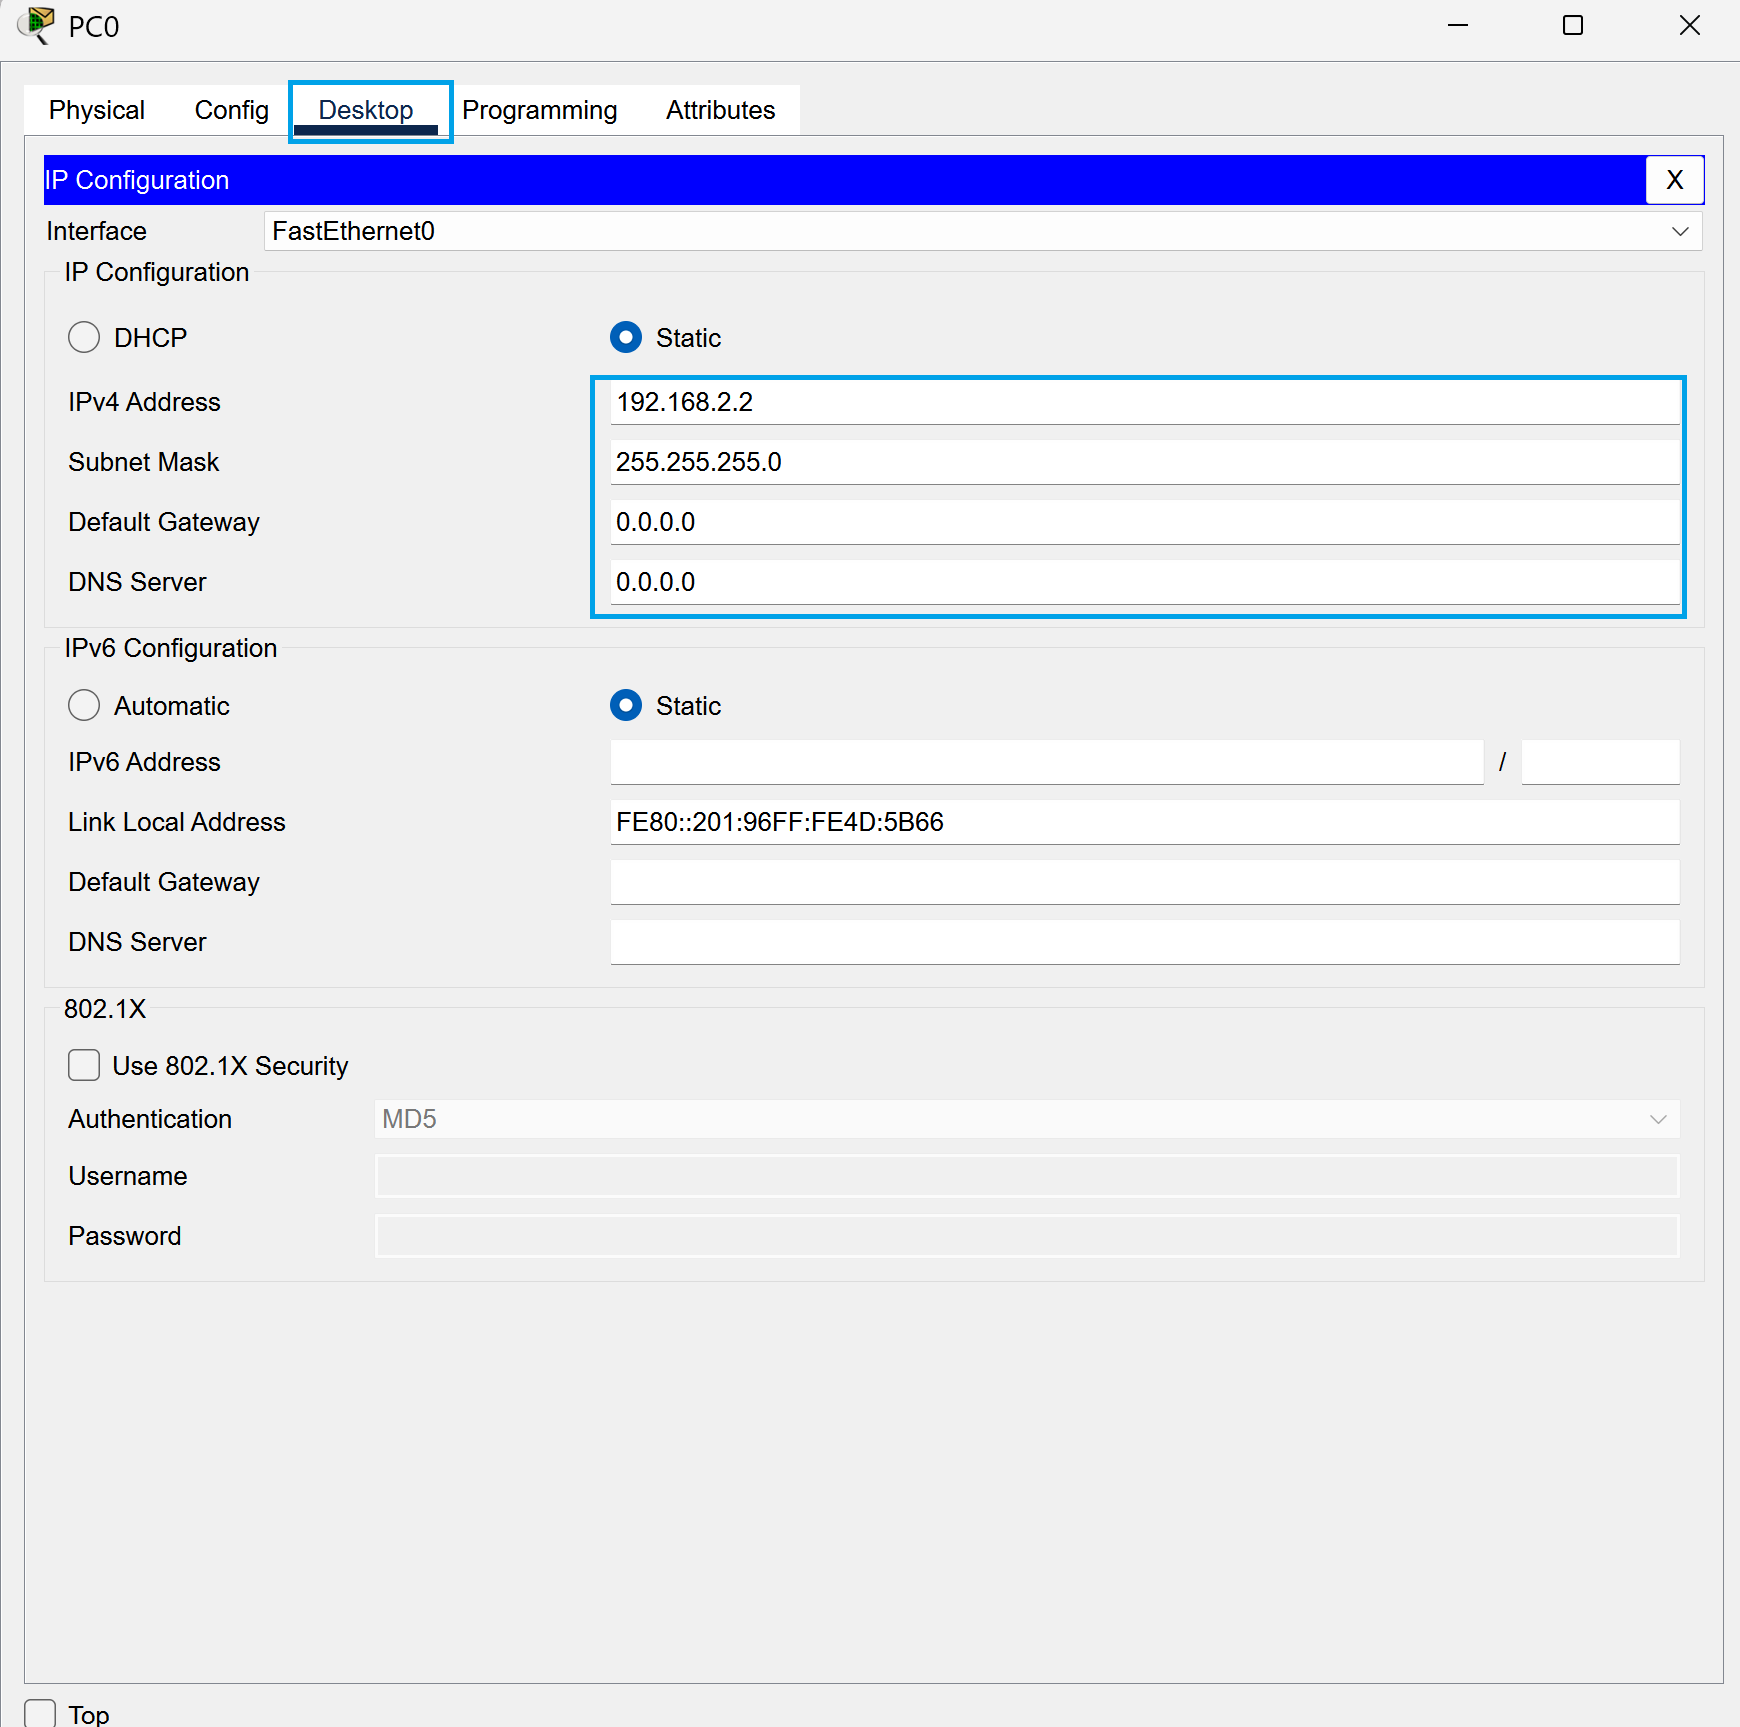 PC0
Physical Config Desktop Programming Attributes
IP Configuration X
Interface FastEthernet0
IP Configuration
DHCP Static
IPv4 Address 192.168.2.2
Subnet Mask 255.255.255.0
Default Gateway 0.0.0.0
DNS Server 0.0.0.0
IPv6 Configuration
Automatic Static
IPv6 Address /
Link Local Address FE80::201:96FF:FE4D:5B66
Default Gateway
DNS Server
802.1X
Use 802.1X Security
Authentication MD5
Username
Password
Top